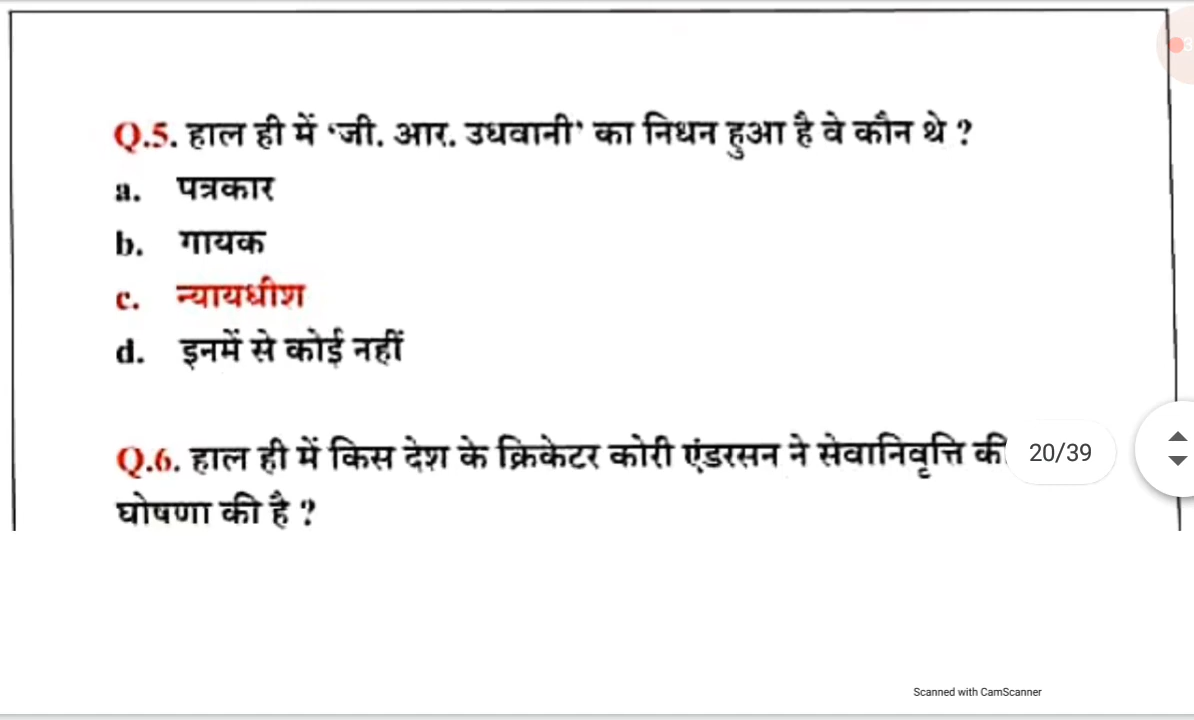 Q.5. हाल ही में ‘जी. आर. उधवानी’ का निधन हुआ है वे कौन थे ?
a. पत्रकार
b. गायक
c. न्यायधीश
d. इनमें से कोई नहीं
Q.6. हाल ही में किस देश के क्रिकेटर कोरी एंडरसन ने सेवानिवृत्ति की
20/39
घोषणा की है ?
Scanned with CamScanner